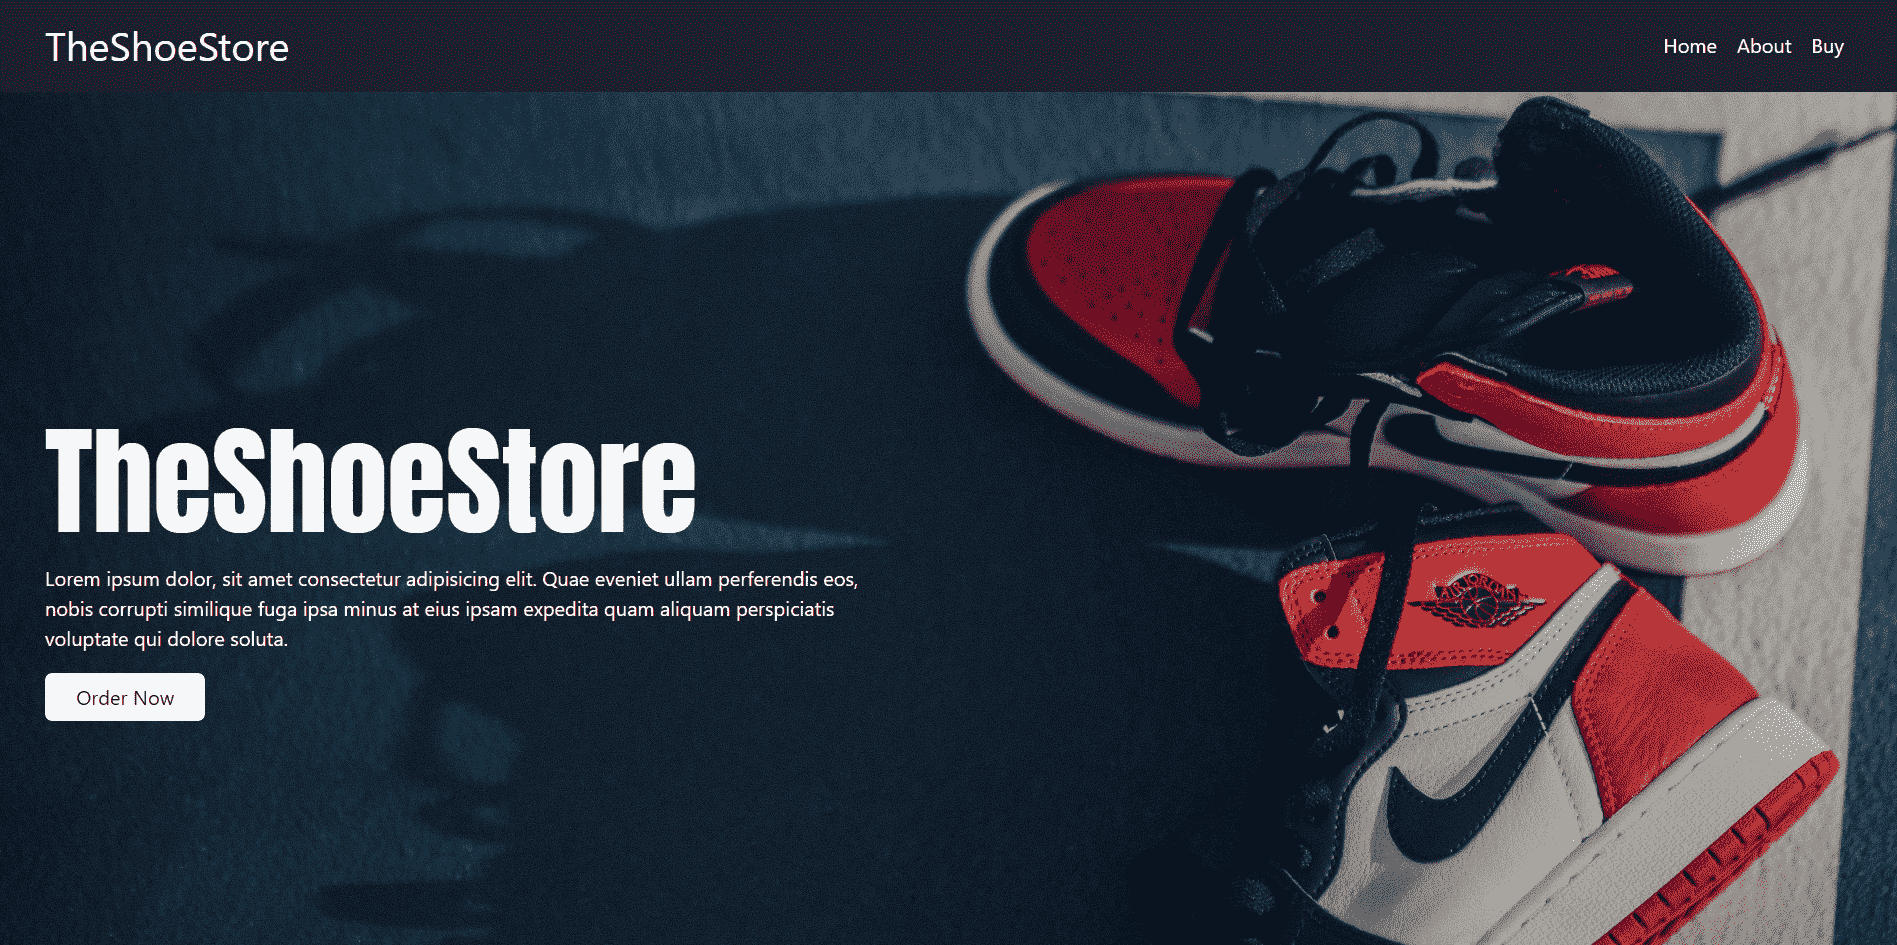 TheShoeStore
Home About Buy
TheShoeStore
Lorem ipsum dolor, sit amet consectetur adipisicing elit. Quae eveniet ullam perferendis eos,
nobis corrupti similique fuga ipsa minus at eius ipsam expedita quam aliquam perspiciatis
voluptate qui dolore soluta.
Order Now
AIR JORDAN